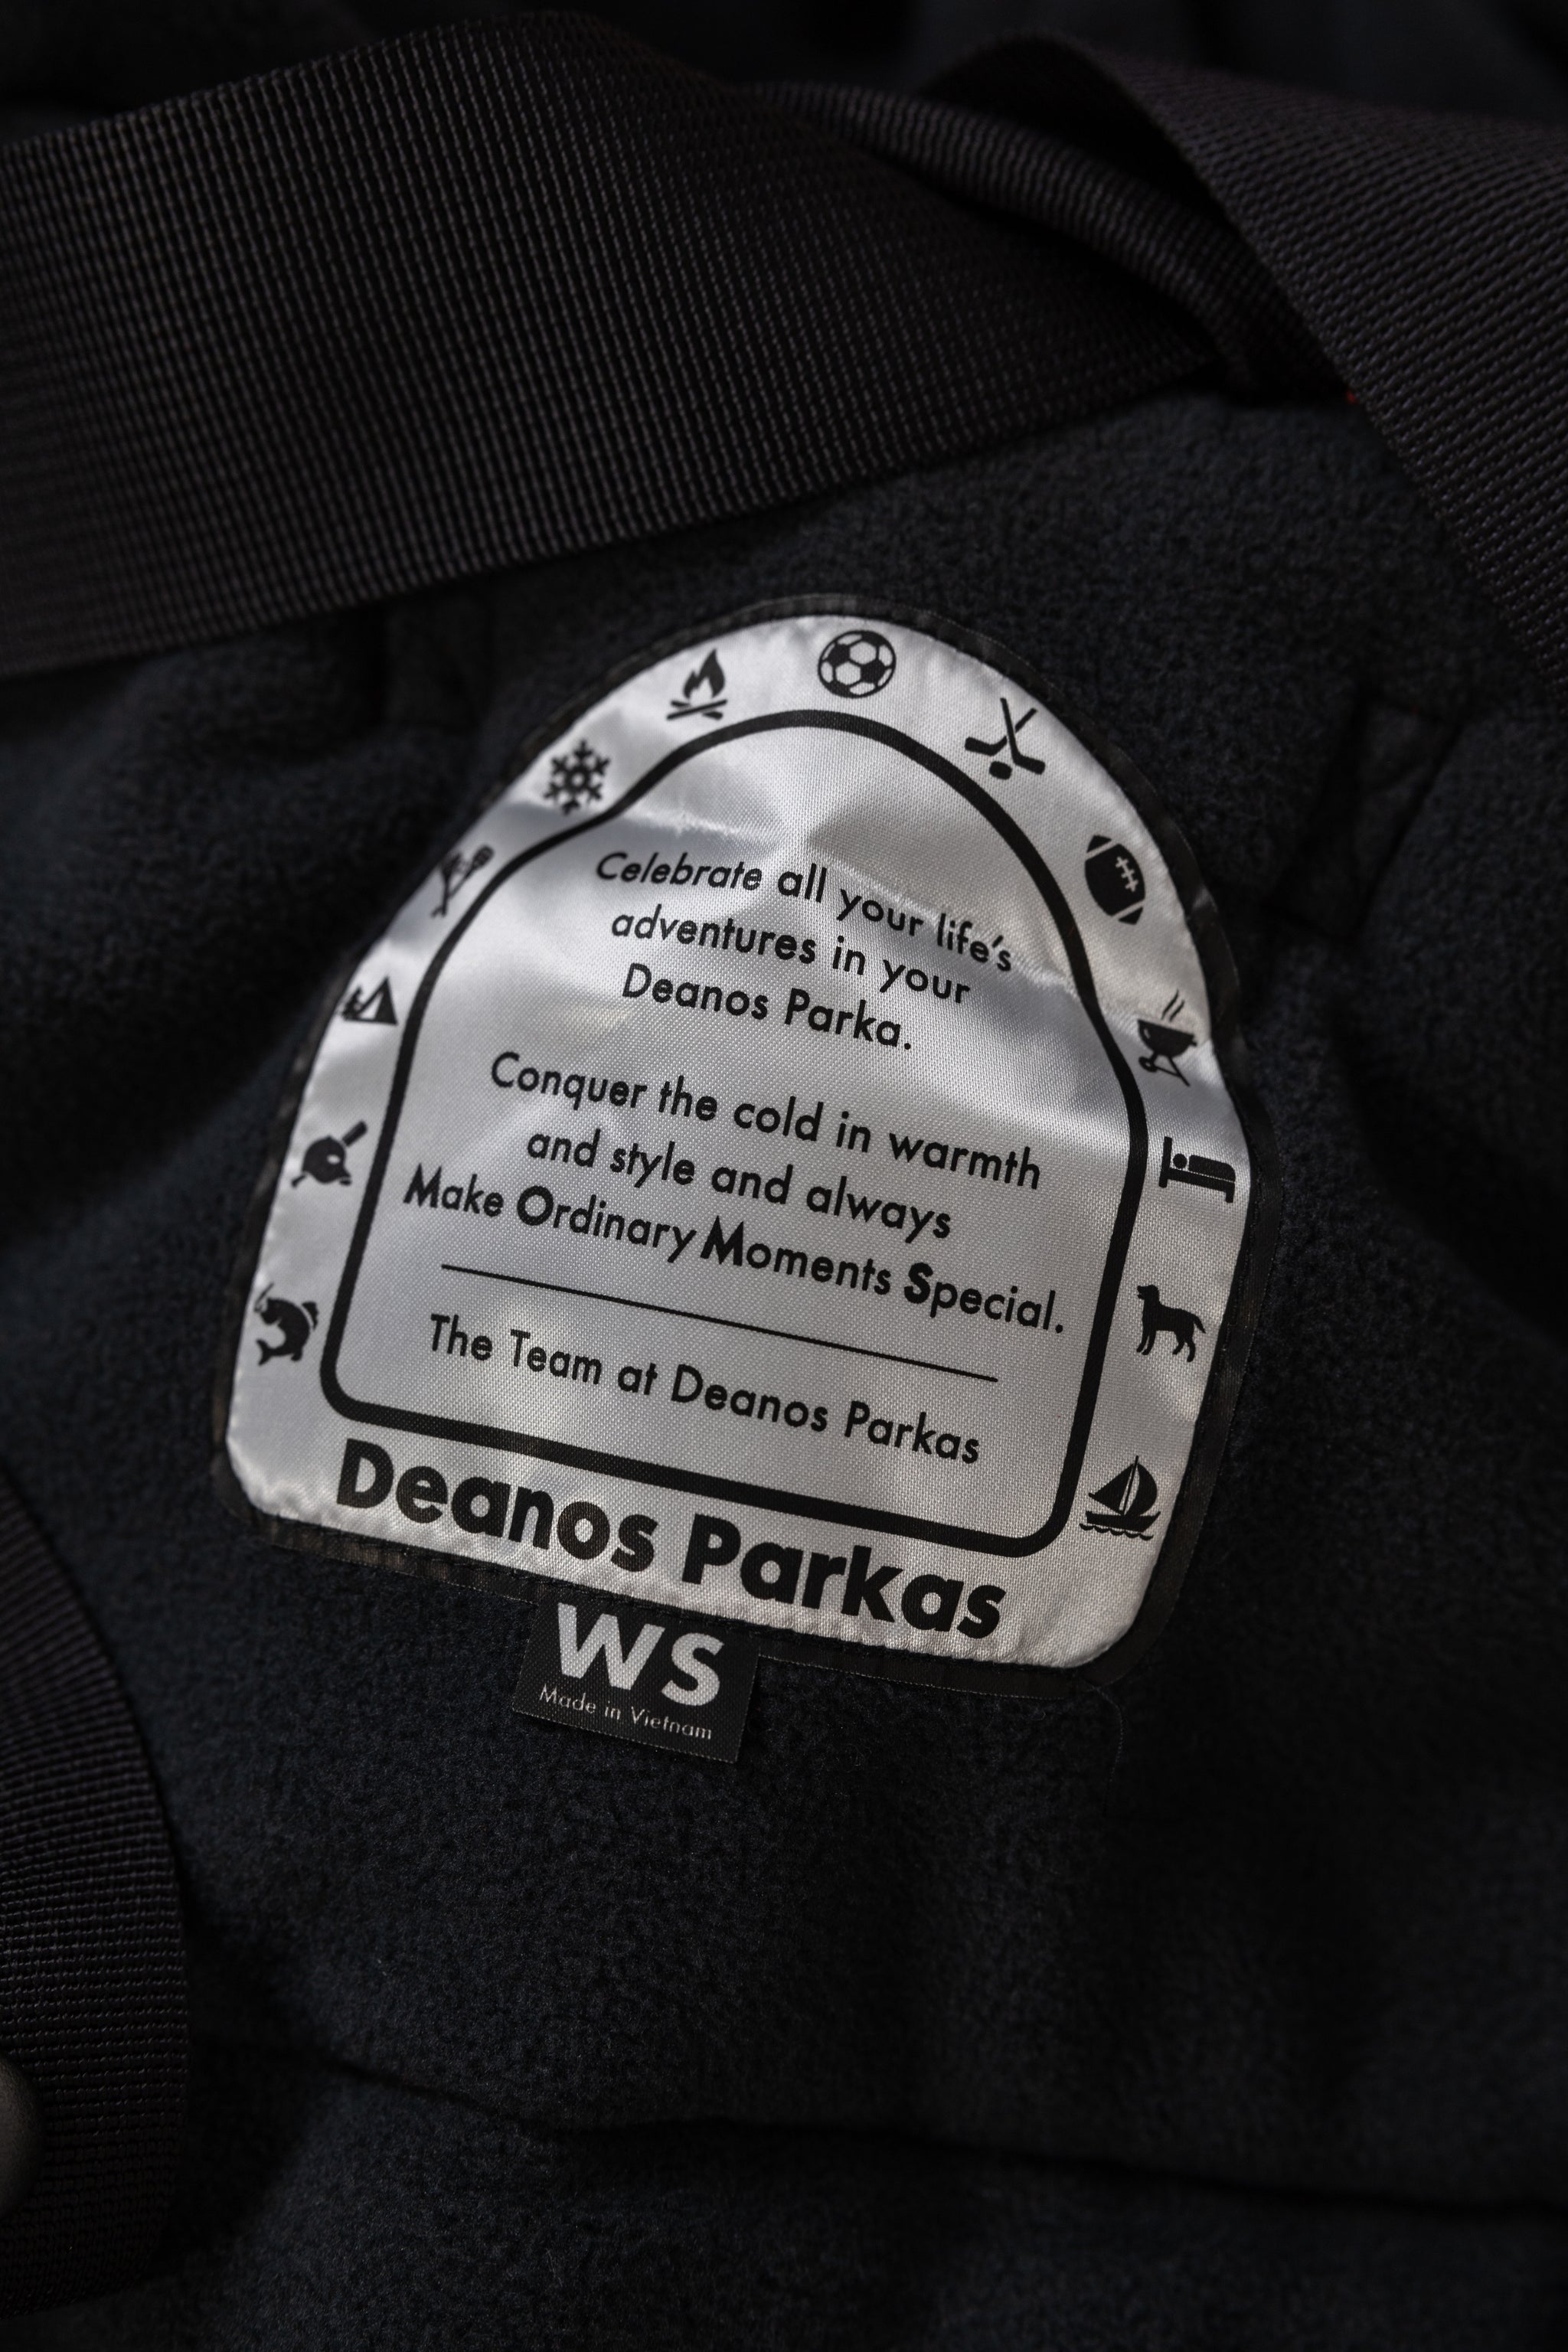 Celebrate all your life's
adventures in your
Deanos Parka.
Conquer the cold in warmth
and style and always
Make Ordinary Moments Special.
The Team at Deanos Parkas
Deanos Parkas
WS
Made in Vietnam